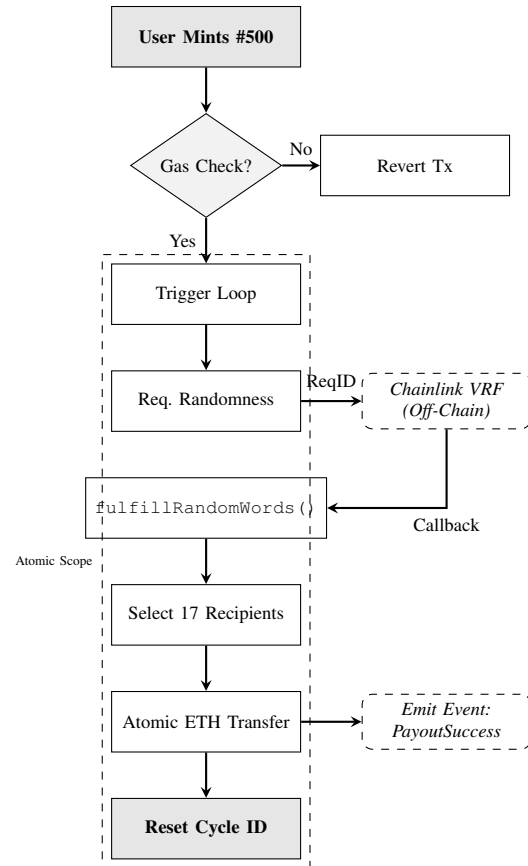 User Mints #500
Gas Check?
No
Revert Tx
Yes
Trigger Loop
Req. Randomness
ReqID
Chainlink VRF
(Off-Chain)
fulfillRandomWords()
Callback
Atomic Scope
Select 17 Recipients
Atomic ETH Transfer
Emit Event:
PayoutSuccess
Reset Cycle ID